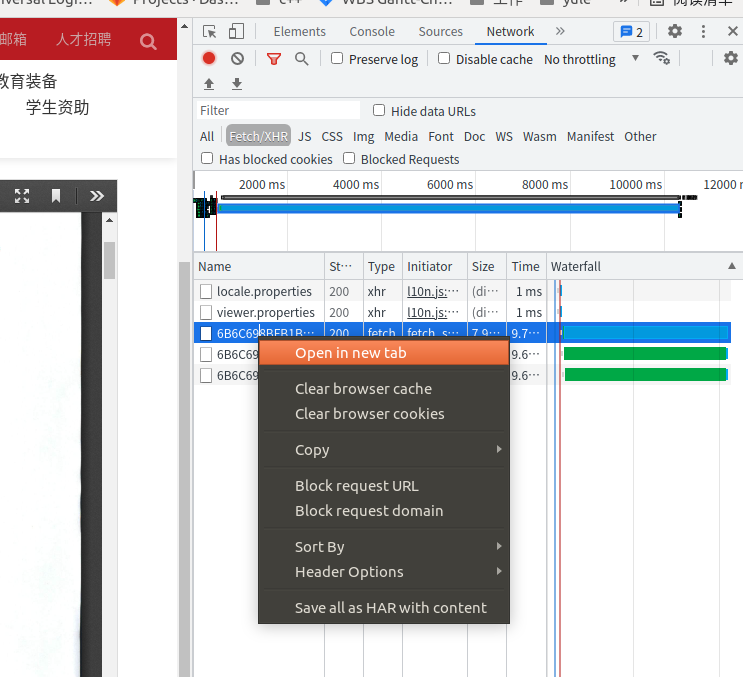 Projects · Das…
C++
WBS Gantt-Ch…
工作
yule
阅读清单
邮箱 人才招聘
教育装备
学生资助
Elements Console Sources Network 2
Preserve log Disable cache No throttling
Filter Hide data URLs
All Fetch/XHR JS CSS Img Media Font Doc WS Wasm Manifest Other
Has blocked cookies Blocked Requests
2000 ms 4000 ms 6000 ms 8000 ms 10000 ms 12000
Name St… Type Initiator Size Time Waterfall
locale.properties 200 xhr l10n.js:… (di… 1 ms
viewer.properties 200 xhr l10n.js:… (di… 1 ms
6B6C698BFB1B… 200 fetch fetch_s… 7.9… 9.7…
6B6C69 9.6…
6B6C69 9.6…
Open in new tab
Clear browser cache
Clear browser cookies
Copy
Block request URL
Block request domain
Sort By
Header Options
Save all as HAR with content